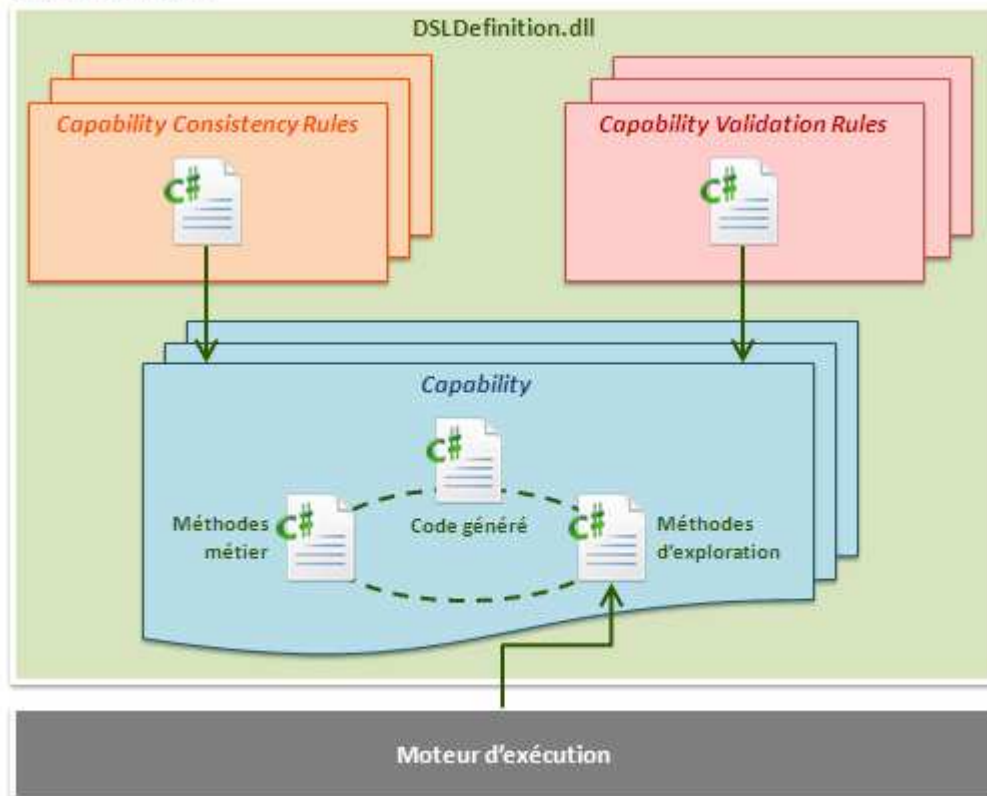 DSLDefinition.dll
Capability Consistency Rules
Capability Validation Rules
C#
C#
Capability
C#
Méthodes
métier
C#
Code généré
C#
Méthodes
d'exploration
Moteur d'exécution